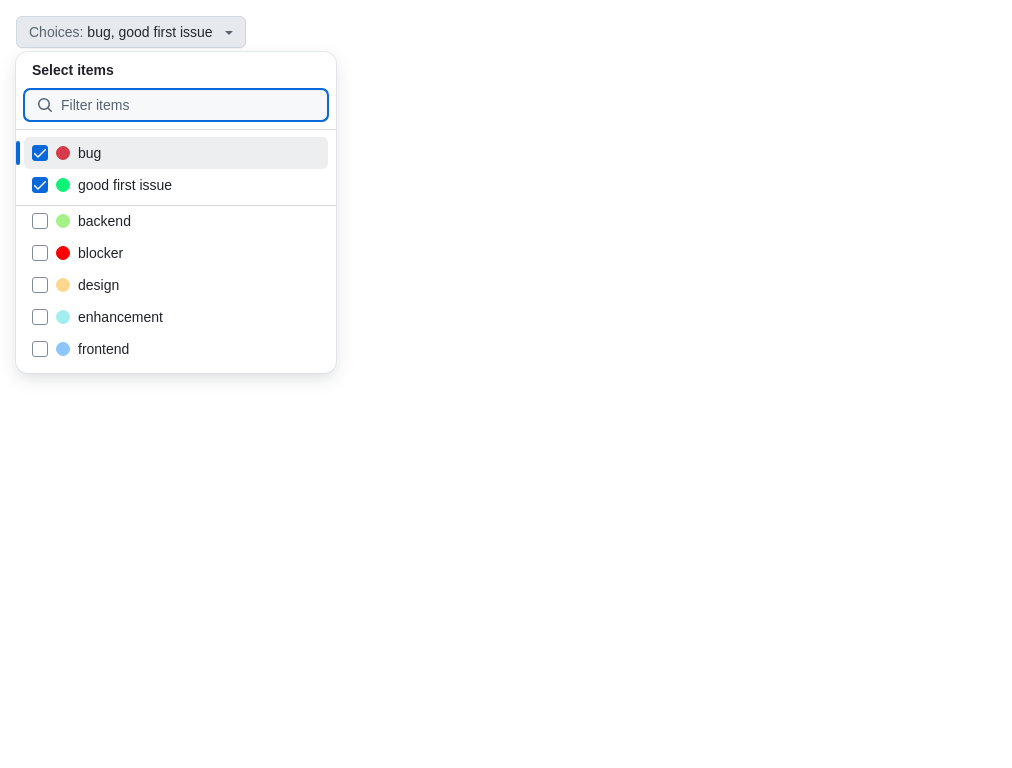 Choices: bug, good first issue
Select items
Filter items
bug
good first issue
backend
blocker
design
enhancement
frontend